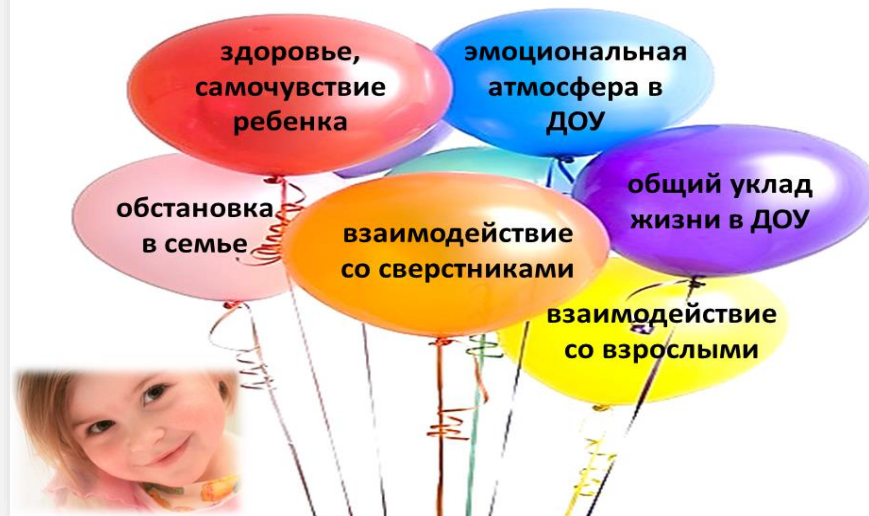 здоровье,
самочувствие
ребенка
эмоциональная
атмосфера в
ДОУ
обстановка
в семье
взаимодействие
со сверстниками
общий уклад
жизни в ДОУ
взаимодействие
со взрослыми